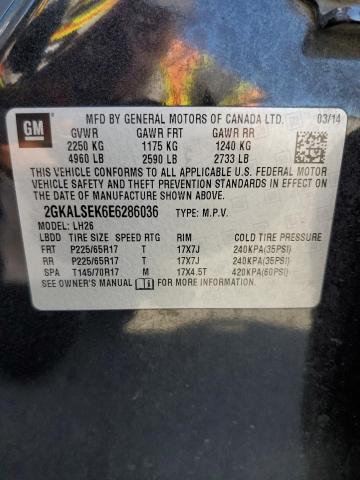 GM
MFD BY GENERAL MOTORS OF CANADA LTD. 03/14
GVWR GAWR FRT GAWR RR
2250 KG 1175 KG 1240 KG
4960 LB 2590 LB 2733 LB
THIS VEHICLE CONFORMS TO ALL APPLICABLE U.S. FEDERAL
VEHICLE SAFETY AND THEFT PREVENTION STANDARDS IN EFFECT ON
THE DATE OF MANUFACTURE SHOWN ABOVE.
2GKALSEK6E6286036 TYPE: M.P.V.
MODEL: LH26
LBDD TIRE SIZE SPEED RTG RIM COLD TIRE PRESSURE
FRT P225/65R17 T 17X7J 240KPA(35PSI)
RR P225/65R17 T 17X7J 240KPA(35PSI)
SPA T145/70R17 M 17X4.5T 420KPA(60PSI)
SEE OWNER'S MANUAL FOR MORE INFORMATION.